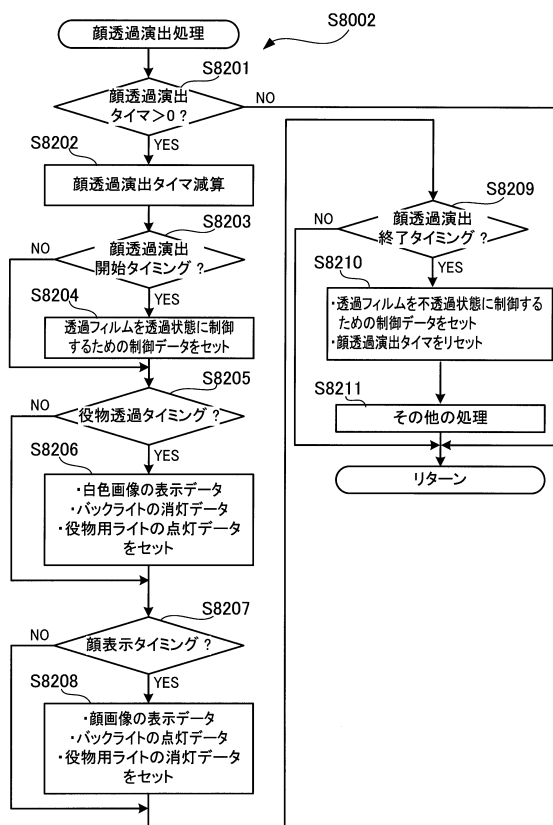 顔透過演出処理
S8002
S8201
顔透過演出
タイマ>0?
NO
YES
S8202
顔透過演出タイマ減算
S8203
顔透過演出
開始タイミング?
NO
YES
S8204
透過フィルムを透過状態に制御
するための制御データをセット
S8205
役物透過タイミング?
NO
YES
S8206
・白色画像の表示データ
・バックライトの消灯データ
・役物用ライトの点灯データ
をセット
S8207
顔表示タイミング?
NO
YES
S8208
・顔画像の表示データ
・バックライトの点灯データ
・役物用ライトの消灯データ
をセット
S8209
顔透過演出
終了タイミング?
NO
YES
S8210
・透過フィルムを不透過状態に制御する
ための制御データをセット
・顔透過演出タイマをリセット
S8211
その他の処理
リターン